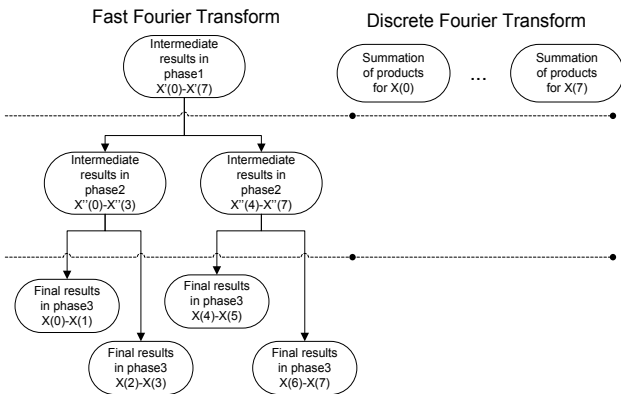 Fast Fourier Transform
Discrete Fourier Transform
Intermediate
results in
phase1
X'(0)-X'(7)
Summation
of products
for X(0)
...
Summation
of products
for X(7)
Intermediate
results in
phase2
X''(0)-X''(3)
Intermediate
results in
phase2
X''(4)-X''(7)
Final results
in phase3
X(0)-X(1)
Final results
in phase3
X(4)-X(5)
Final results
in phase3
X(2)-X(3)
Final results
in phase3
X(6)-X(7)